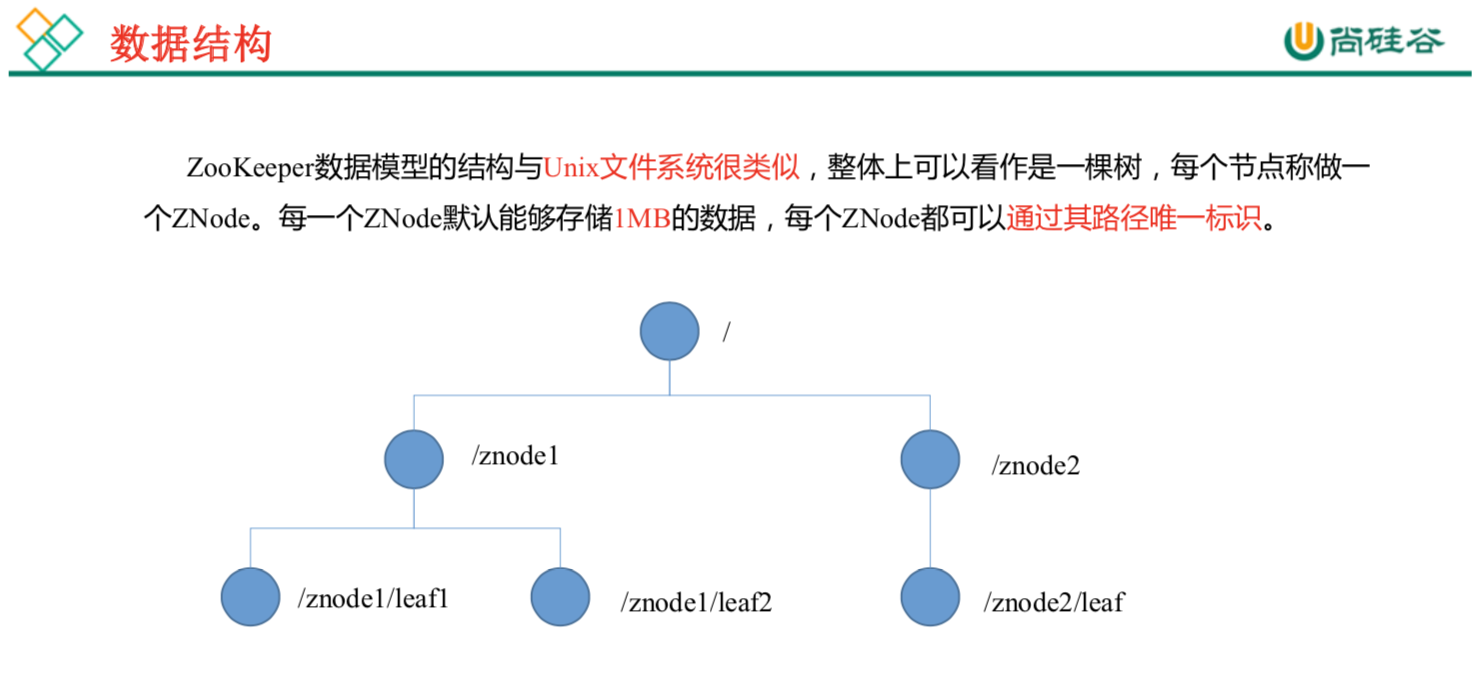 数据结构
尚硅谷
ZooKeeper数据模型的结构与Unix文件系统很类似，整体上可以看作是一棵树，每个节点称做一
个ZNode。每一个ZNode默认能够存储1MB的数据，每个ZNode都可以通过其路径唯一标识。
/
/znode1
/znode2
/znode1/leaf1
/znode1/leaf2
/znode2/leaf